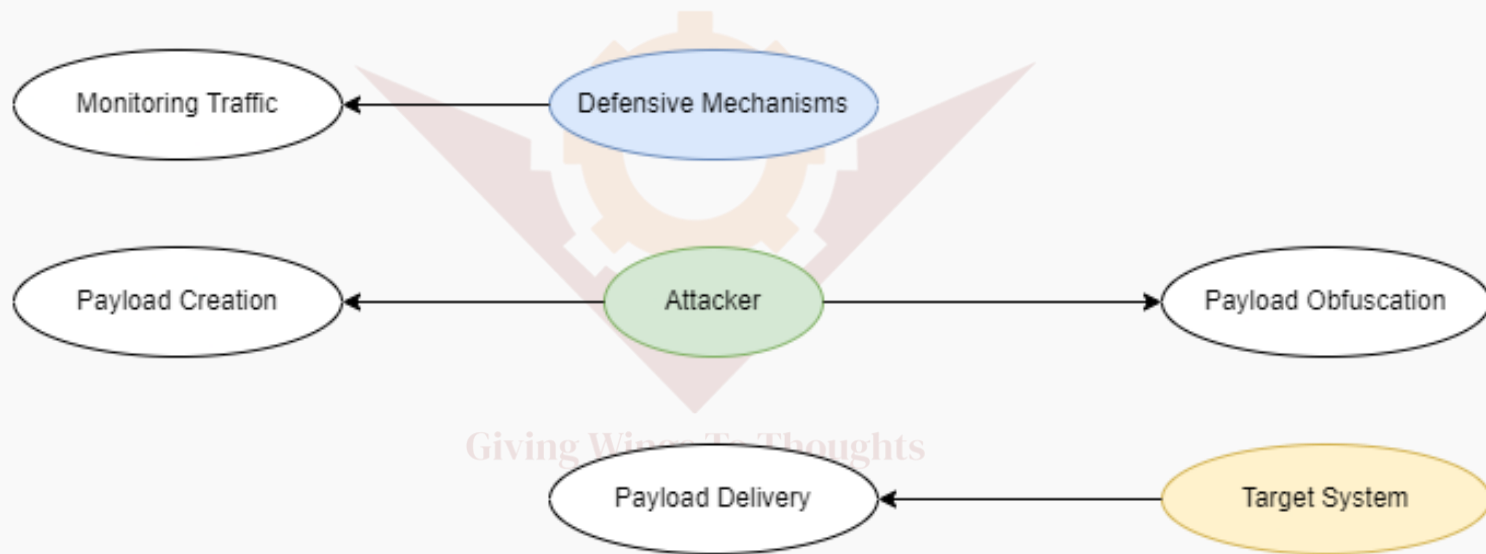 Monitoring Traffic
Defensive Mechanisms
Payload Creation
Attacker
Payload Obfuscation
Giving Wings To Thoughts
Payload Delivery
Target System